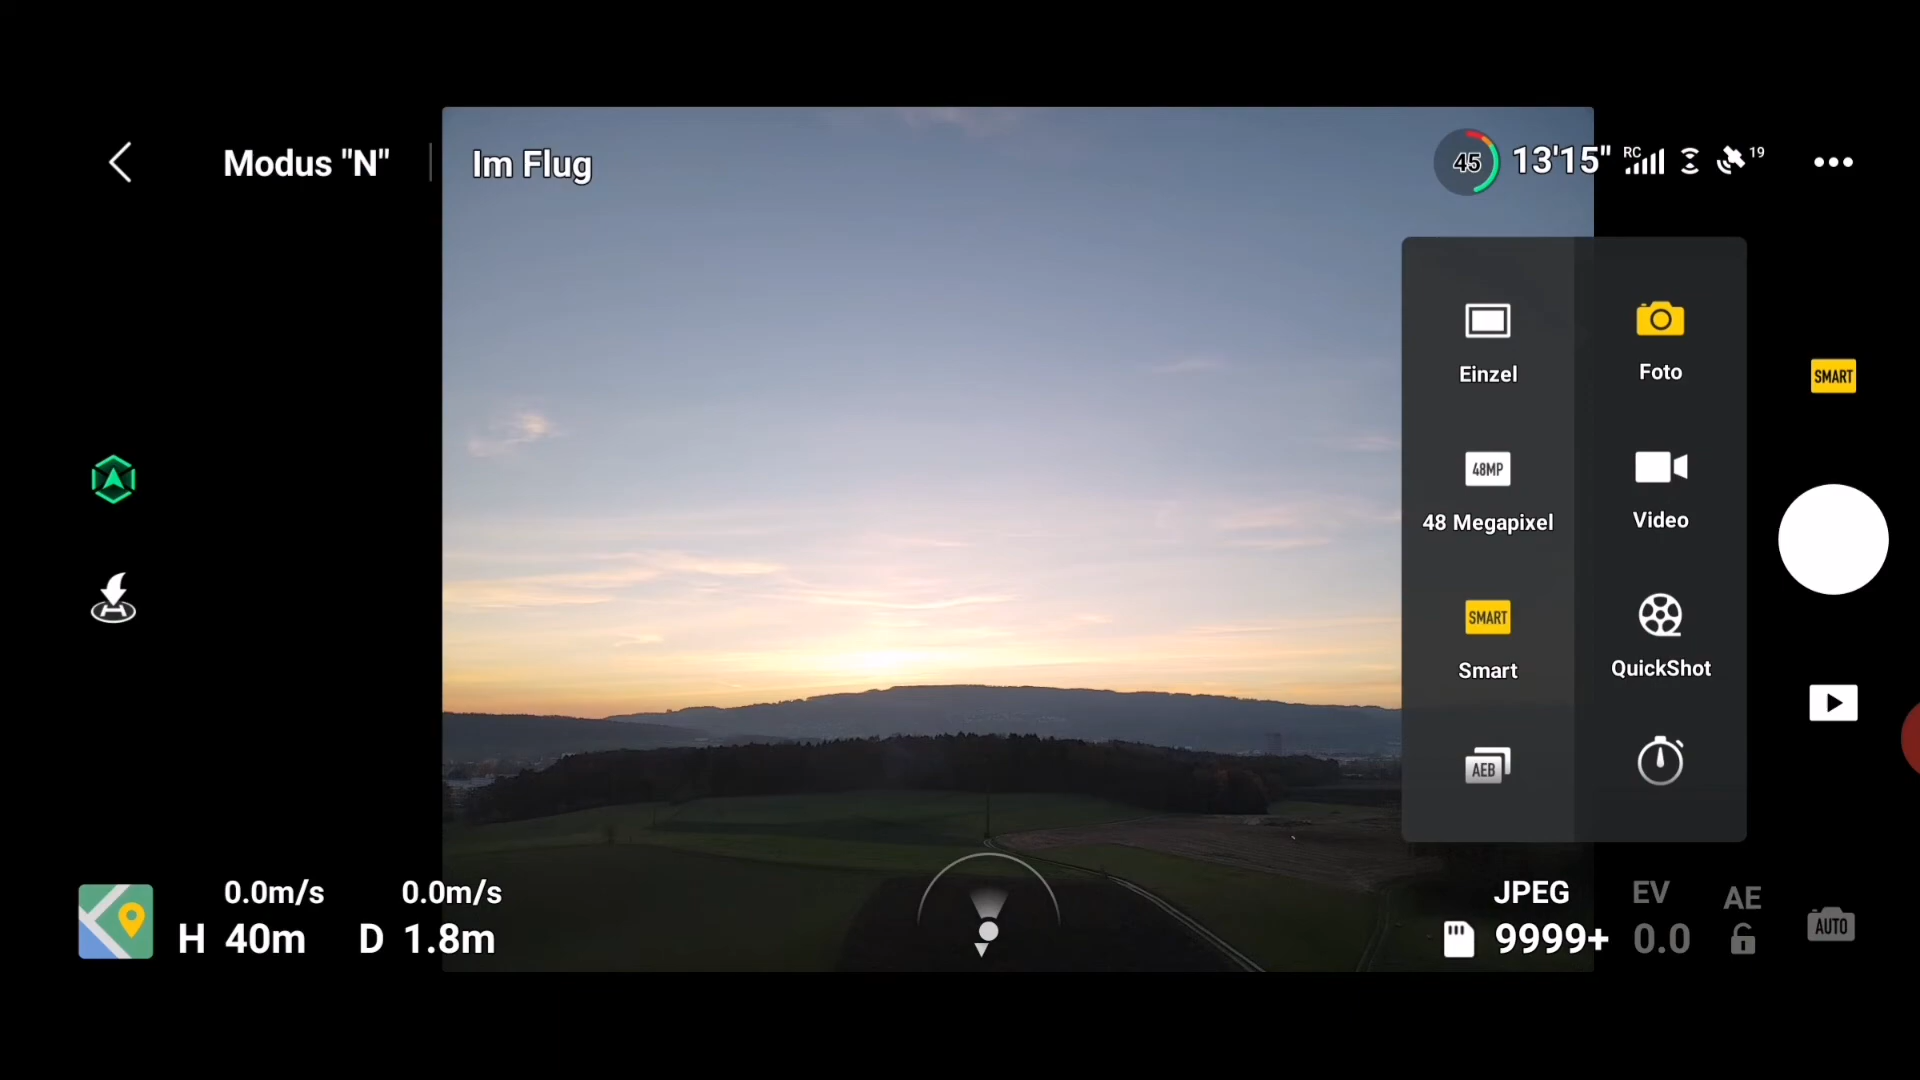 Modus "N"
Im Flug
45
13'15"
RC
19
Einzel
Foto
SMART
48MP
48 Megapixel
Video
SMART
Smart
QuickShot
AEB
0.0m/s
0.0m/s
H 40m
D 1.8m
JPEG
9999+
EV
0.0
AE
AUTO